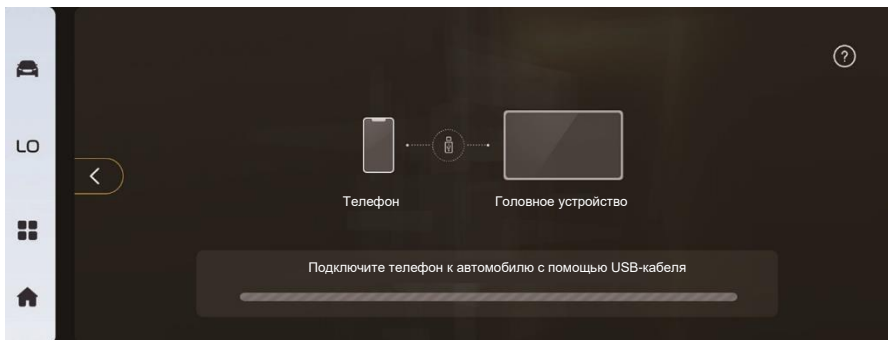 LO
Телефон
Головное устройство
Подключите телефон к автомобилю с помощью USB-кабеля
?